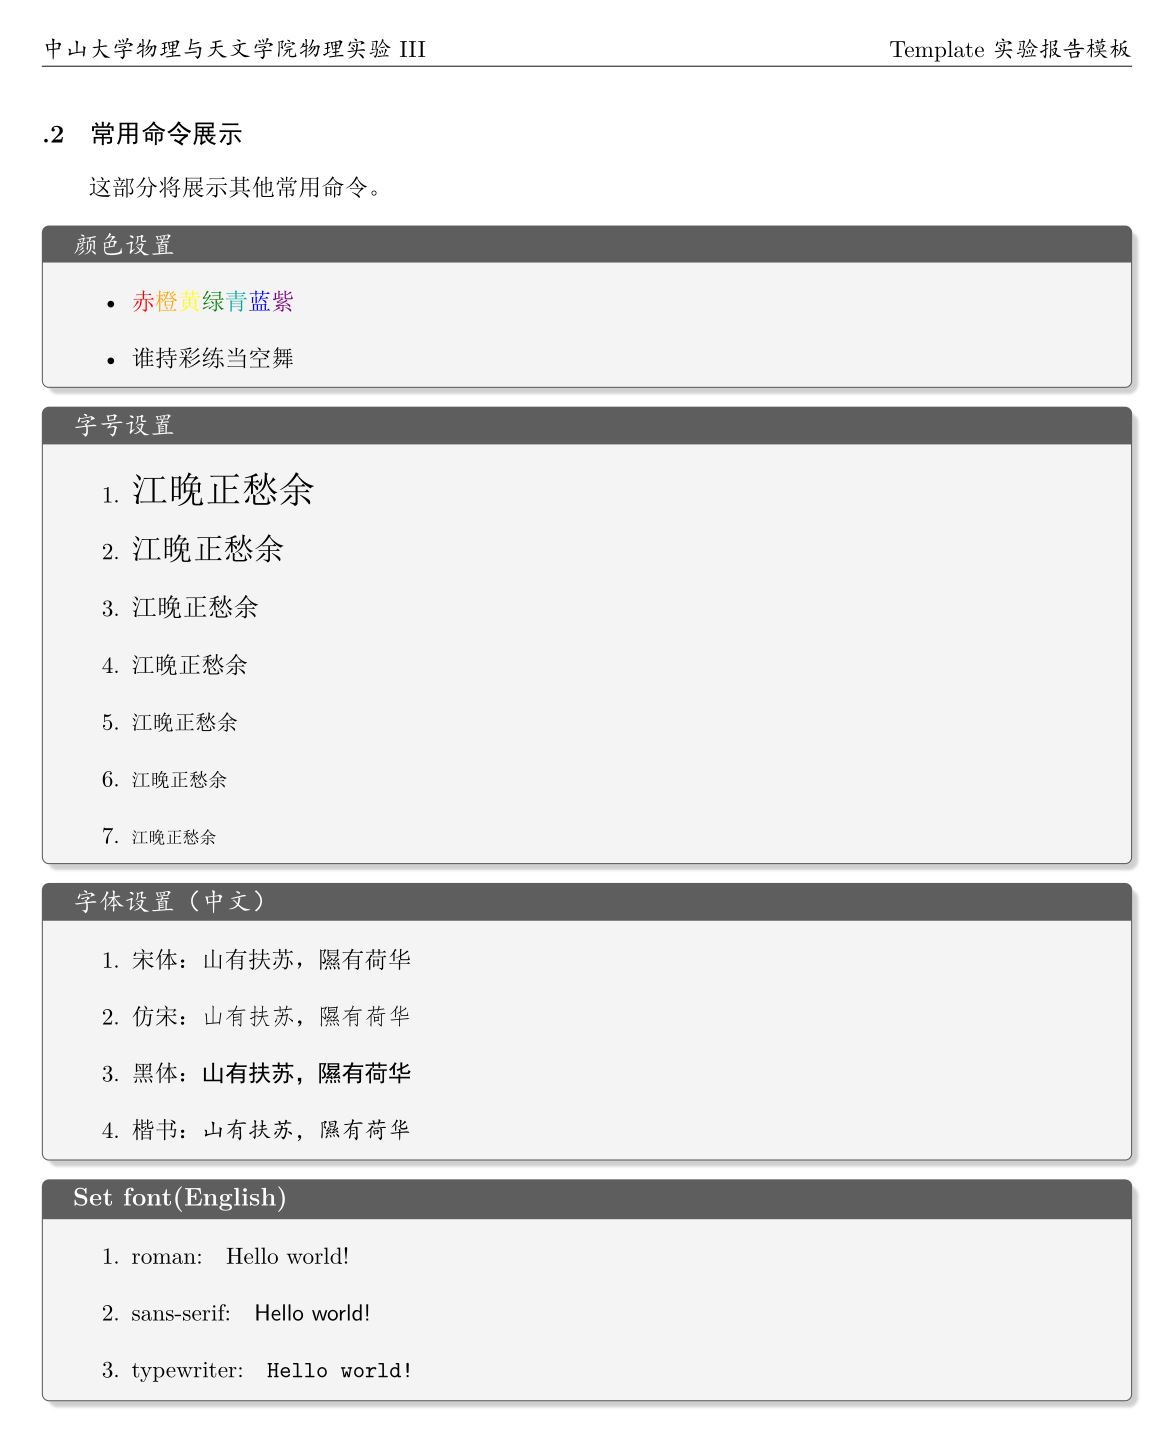 中山大学物理与天文学院物理实验 III
Template 实验报告模板
.2 常用命令展示
这部分将展示其他常用命令。
颜色设置
• 赤橙黄绿青蓝紫
• 谁持彩练当空舞
字号设置
1. 江晚正愁余
2. 江晚正愁余
3. 江晚正愁余
4. 江晚正愁余
5. 江晚正愁余
6. 江晚正愁余
7. 江晚正愁余
字体设置（中文）
1. 宋体：山有扶苏，隰有荷华
2. 仿宋：山有扶苏，隰有荷华
3. 黑体：山有扶苏，隰有荷华
4. 楷书：山有扶苏，隰有荷华
Set font(English)
1. roman: Hello world!
2. sans-serif: Hello world!
3. typewriter: Hello world!